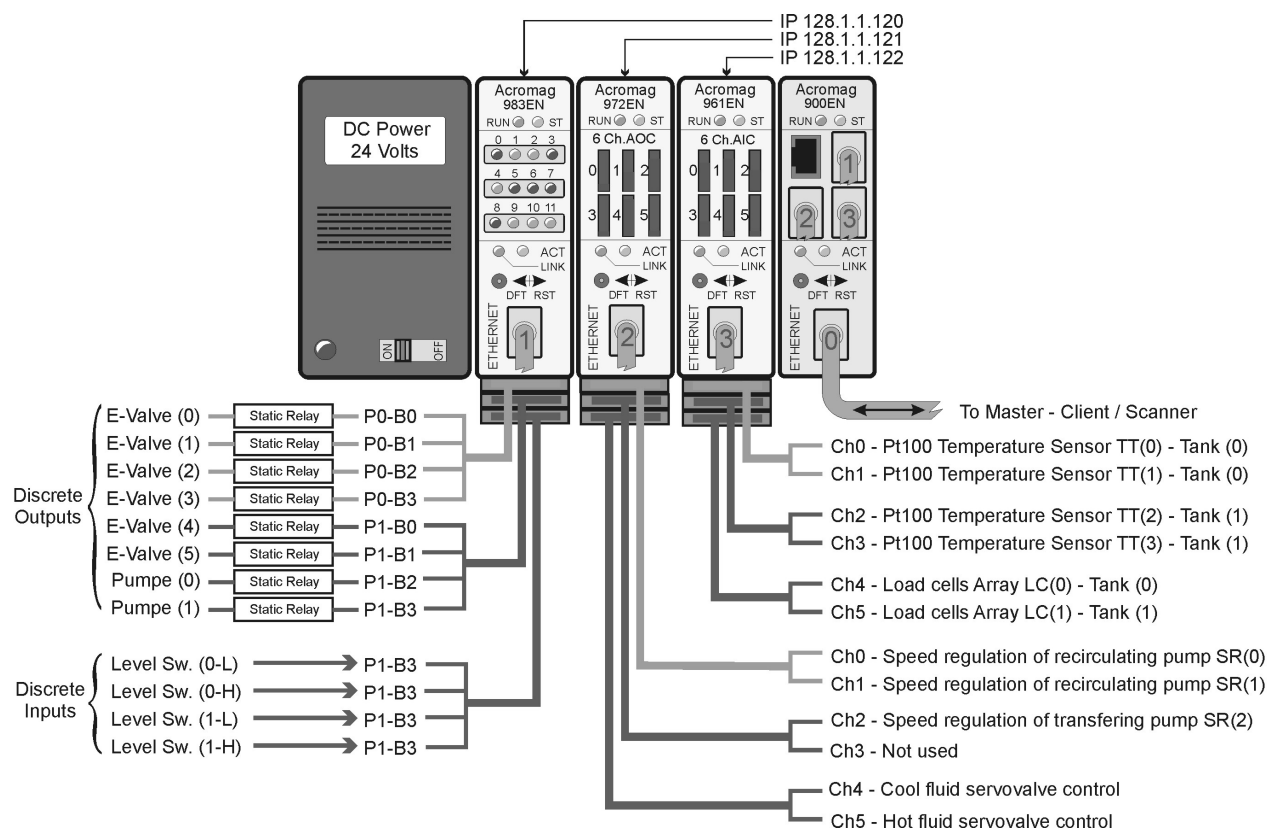 IP 128.1.1.120
IP 128.1.1.121
IP 128.1.1.122
DC Power
24 Volts
ON
OFF
Acromag
983EN
RUN ST
0 1 2 3
4 5 6 7
8 9 10 11
ACT
LINK
DFT RST
ETHERNET
1
Acromag
972EN
RUN ST
6 Ch.AOC
0 1 2
3 4 5
ACT
LINK
DFT RST
ETHERNET
2
Acromag
961EN
RUN ST
6 Ch.AIC
0 1 2
3 4 5
ACT
LINK
DFT RST
ETHERNET
3
Acromag
900EN
RUN ST
1
2 3
ACT
LINK
DFT RST
ETHERNET
0
To Master - Client / Scanner
Discrete
Outputs
E-Valve (0) Static Relay P0-B0
E-Valve (1) Static Relay P0-B1
E-Valve (2) Static Relay P0-B2
E-Valve (3) Static Relay P0-B3
E-Valve (4) Static Relay P1-B0
E-Valve (5) Static Relay P1-B1
Pumpe (0) Static Relay P1-B2
Pumpe (1) Static Relay P1-B3
Discrete
Inputs
Level Sw. (0-L) P1-B3
Level Sw. (0-H) P1-B3
Level Sw. (1-L) P1-B3
Level Sw. (1-H) P1-B3
Ch0 - Pt100 Temperature Sensor TT(0) - Tank (0)
Ch1 - Pt100 Temperature Sensor TT(1) - Tank (0)
Ch2 - Pt100 Temperature Sensor TT(2) - Tank (1)
Ch3 - Pt100 Temperature Sensor TT(3) - Tank (1)
Ch4 - Load cells Array LC(0) - Tank (0)
Ch5 - Load cells Array LC(1) - Tank (1)
Ch0 - Speed regulation of recirculating pump SR(0)
Ch1 - Speed regulation of recirculating pump SR(1)
Ch2 - Speed regulation of transfering pump SR(2)
Ch3 - Not used
Ch4 - Cool fluid servovalve control
Ch5 - Hot fluid servovalve control